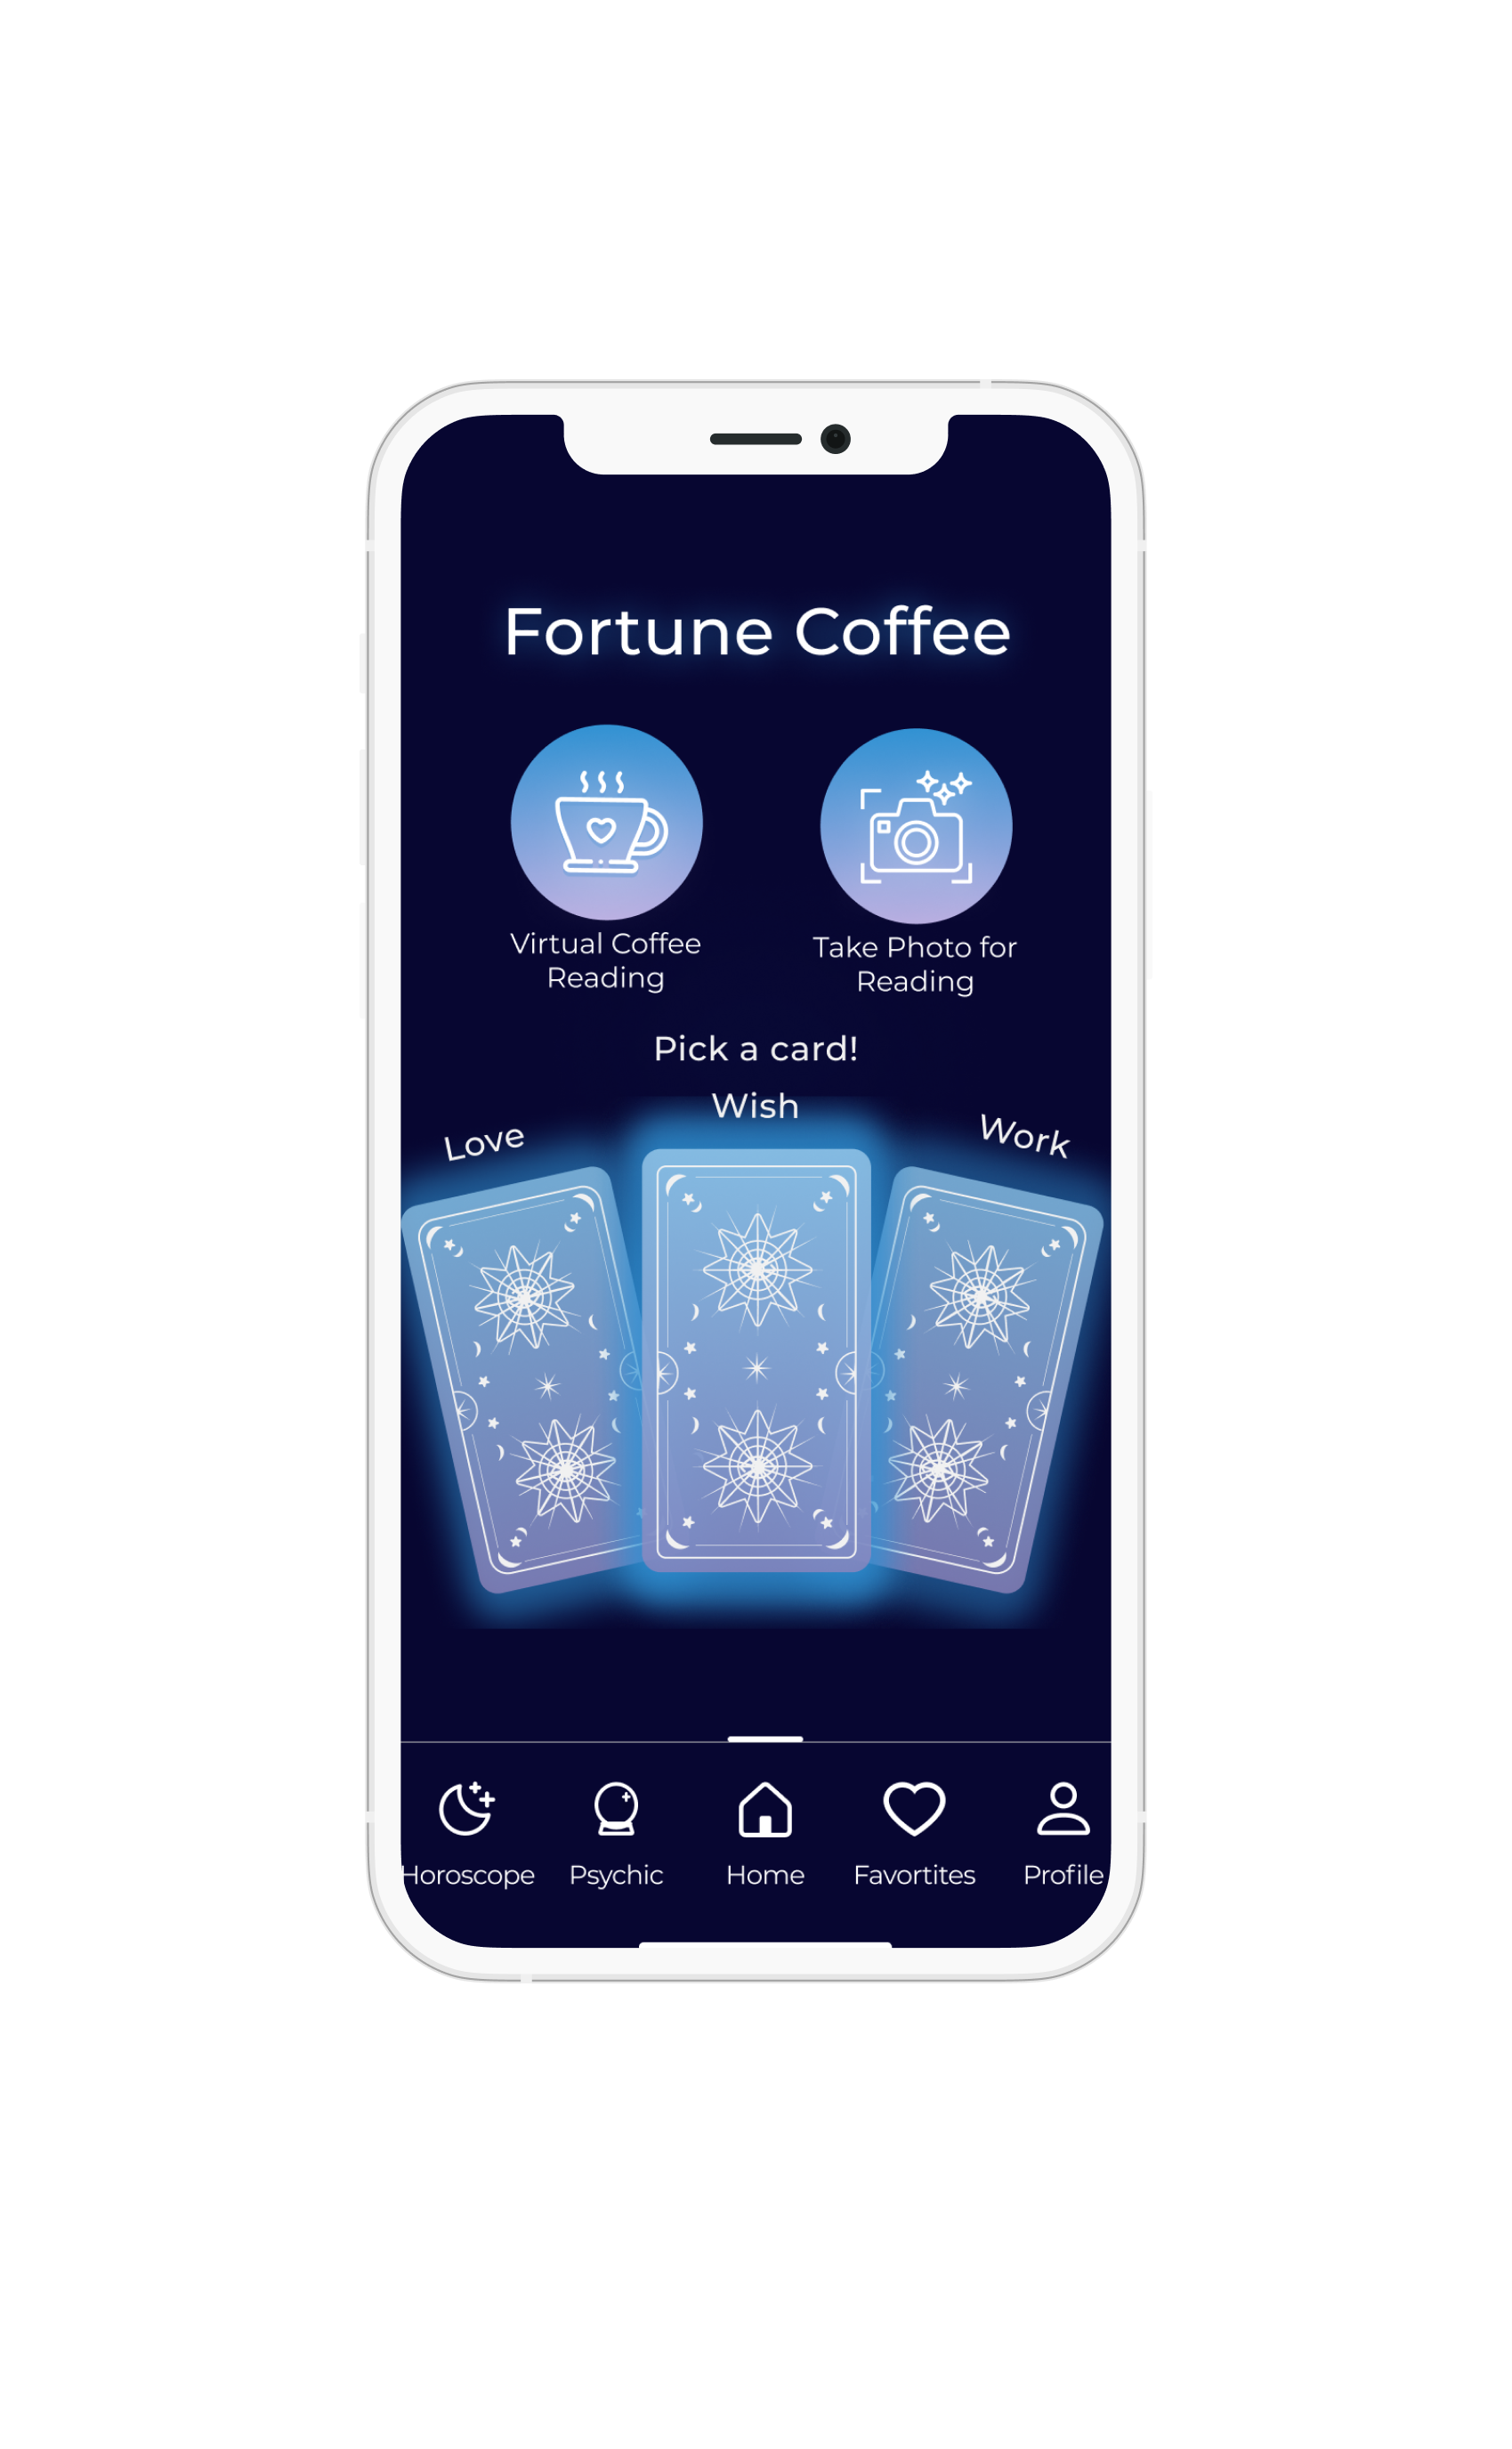 Fortune Coffee
Virtual Coffee
Reading
Take Photo for
Reading
Pick a card!
Love
Wish
Work
Horoscope
Psychic
Home
Favortites
Profile